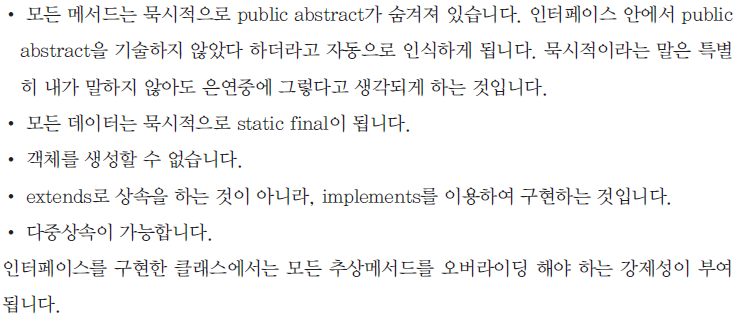 • 모든 메서드는 묵시적으로 public abstract가 숨겨져 있습니다. 인터페이스 안에서 public
abstract을 기술하지 않았다 하더라고 자동으로 인식하게 됩니다. 묵시적이라는 말은 특별
히 내가 말하지 않아도 은연중에 그렇다고 생각되게 하는 것입니다.
• 모든 데이터는 묵시적으로 static final이 됩니다.
• 객체를 생성할 수 없습니다.
• extends로 상속을 하는 것이 아니라, implements를 이용하여 구현하는 것입니다.
• 다중상속이 가능합니다.
인터페이스를 구현한 클래스에서는 모든 추상메서드를 오버라이딩 해야 하는 강제성이 부여
됩니다.